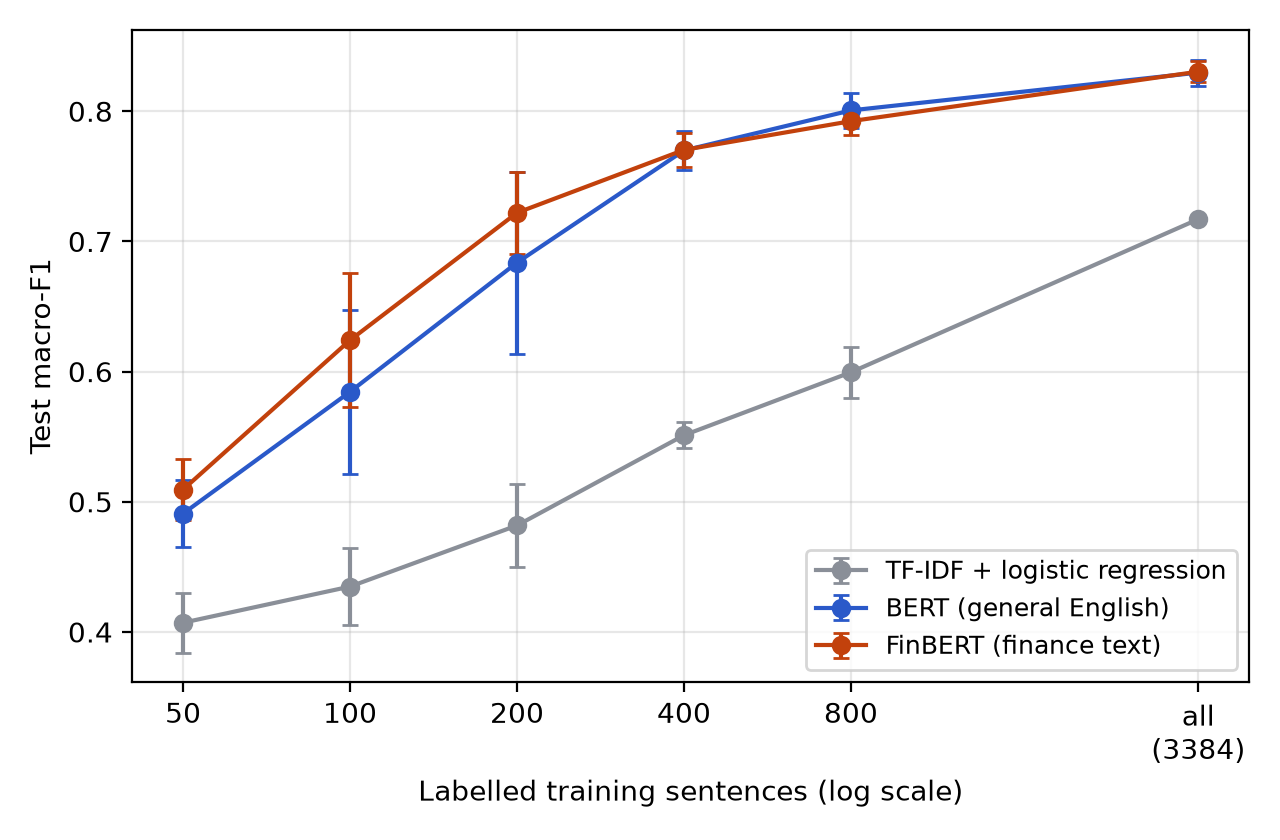 Test macro-F1
0.8
0.7
0.6
0.5
0.4
TF-IDF + logistic regression
BERT (general English)
FinBERT (finance text)
50
100
200
400
800
all
(3384)
Labelled training sentences (log scale)